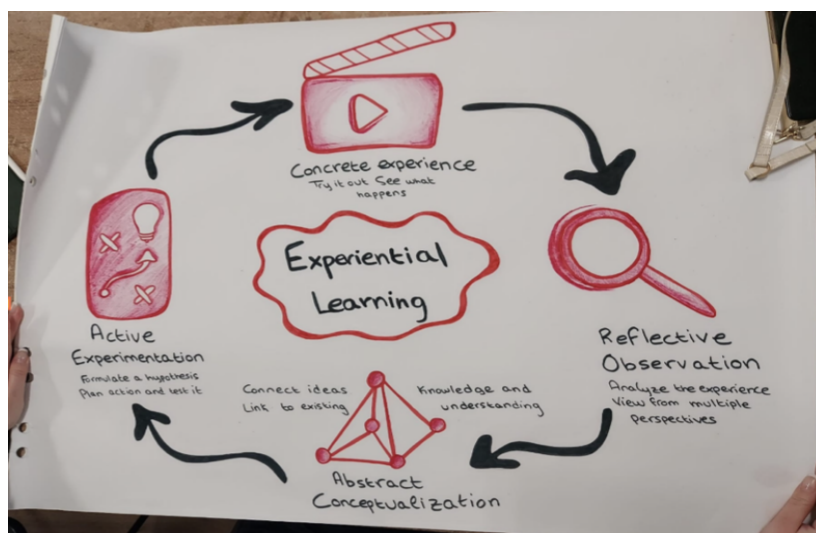 Concrete experience
Try it out See what
happens
Experiential
Learning
Reflective
Observation
Analyze the experience
View from multiple
perspectives
Connect ideas
Link to existing
Knowledge and
understanding
Abstract
Conceptualization
Active
Experimentation
Formulate a hypothesis
Plan action and test it